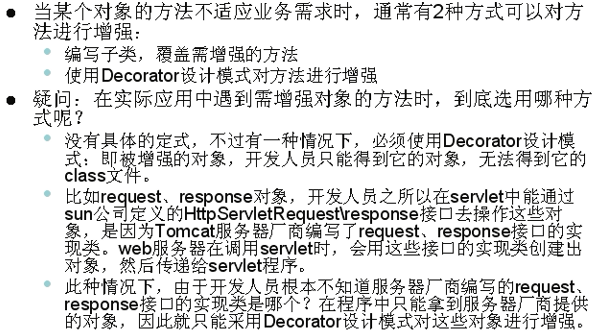 ● 当某个对象的方法不适应业务需求时，通常有2种方式可以对方
法进行增强：
• 编写子类，覆盖需增强的方法
• 使用Decorator设计模式对方法进行增强
● 疑问：在实际应用中遇到需增强对象的方法时，到底选用哪种方
式呢？
• 没有具体的定式，不过有一种情况下，必须使用Decorator设计模
式：即被增强的对象，开发人员只能得到它的对象，无法得到它的
class文件。
• 比如request、response对象，开发人员之所以在servlet中能通过
sun公司定义的HttpServletRequest\response接口去操作这些对
象，是因为Tomcat服务器厂商编写了request、response接口的实
现类。web服务器在调用servlet时，会用这些接口的实现类创建出
对象，然后传递给servlet程序。
• 此种情况下，由于开发人员根本不知道服务器厂商编写的request、
response接口的实现类是哪个？在程序中只能拿到服务器厂商提供
的对象，因此就只能采用Decorator设计模式对这些对象进行增强。